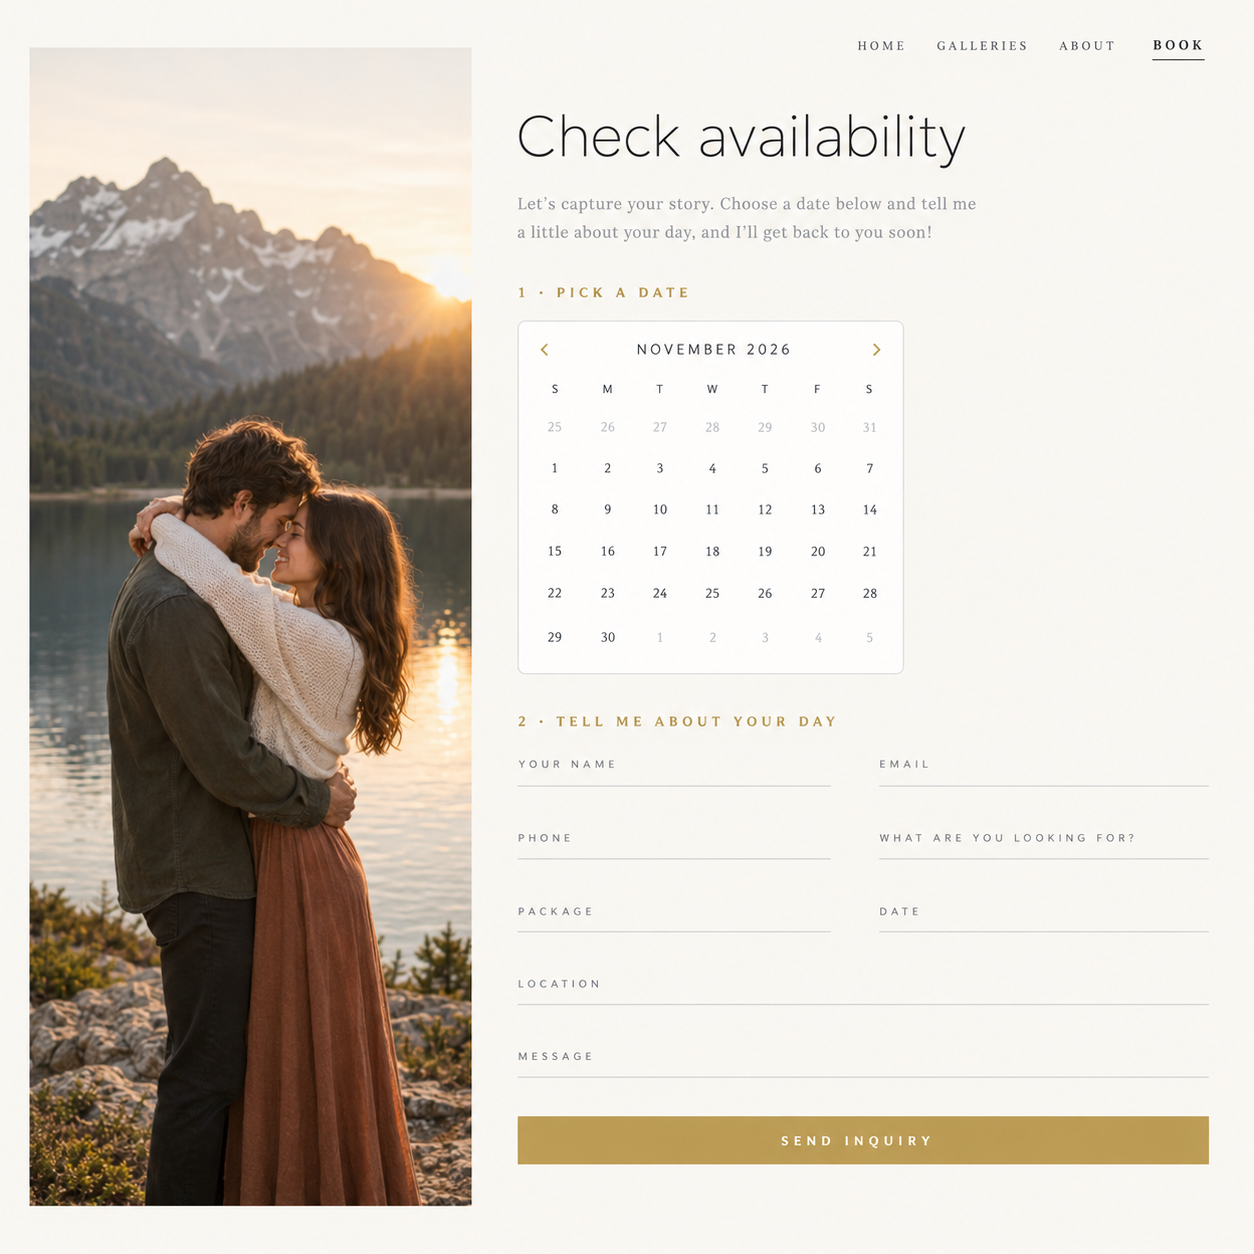 HOME GALLERIES ABOUT BOOK
Check availability
Let’s capture your story. Choose a date below and tell me
a little about your day, and I’ll get back to you soon!
1 · PICK A DATE
NOVEMBER 2026
S M T W T F S
25 26 27 28 29 30 31
1 2 3 4 5 6 7
8 9 10 11 12 13 14
15 16 17 18 19 20 21
22 23 24 25 26 27 28
29 30 1 2 3 4 5
2 · TELL ME ABOUT YOUR DAY
YOUR NAME EMAIL
PHONE WHAT ARE YOU LOOKING FOR?
PACKAGE DATE
LOCATION
MESSAGE
SEND INQUIRY